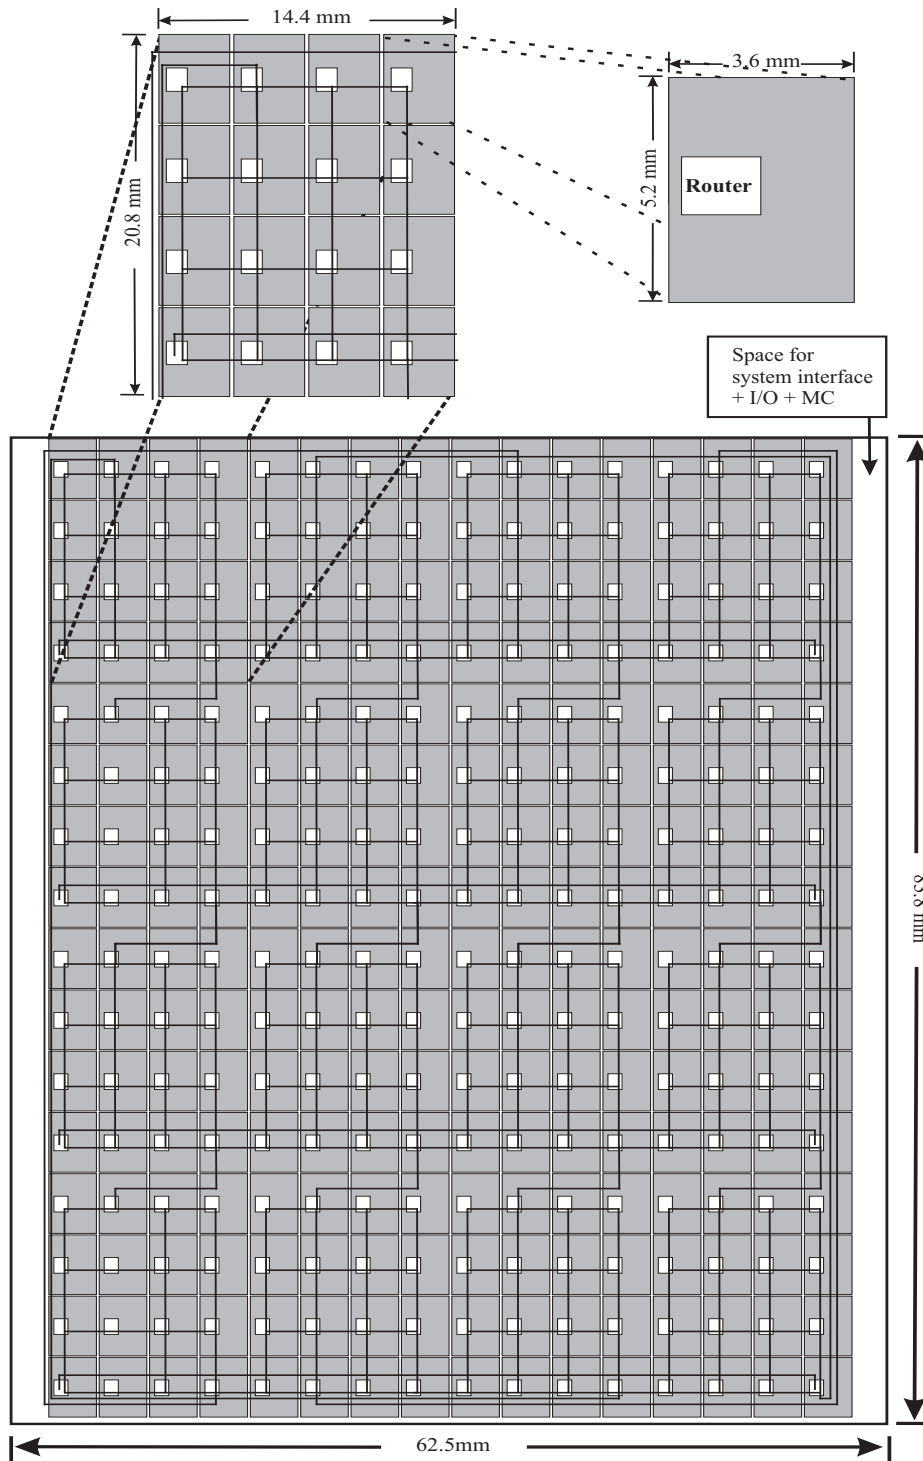 14.4 mm
3.6 mm
20.8 mm
5.2 mm
Router
Space for
system interface
+ I/O + MC
mm
62.5mm